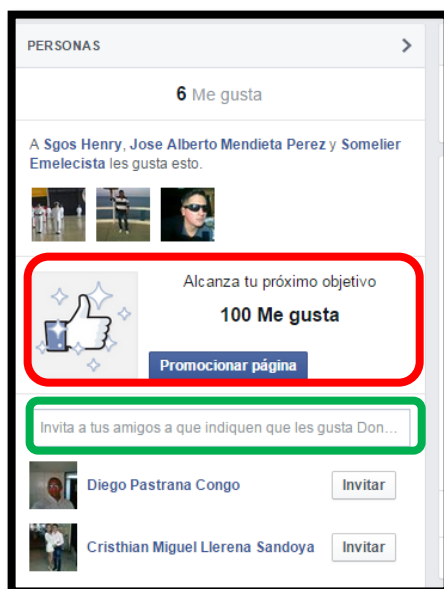 PERSONAS
6 Me gusta
A Sgos Henry, Jose Alberto Mendieta Perez y Somelier
Emelecista les gusta esto.
Alcanza tu próximo objetivo
100 Me gusta
Promocionar página
Invita a tus amigos a que indiquen que les gusta Don...
Diego Pastrana Congo
Invitar
Cristhian Miguel Llerena Sandoya
Invitar